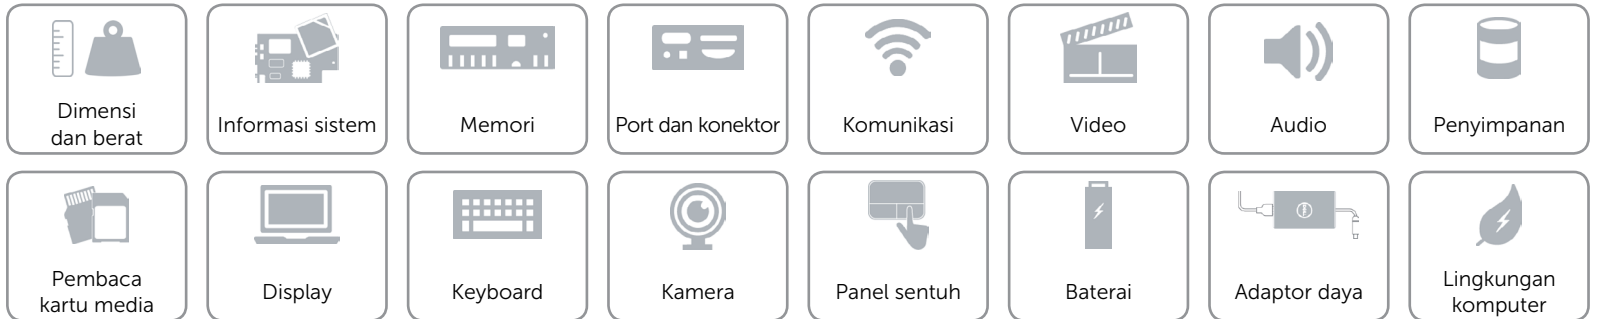 Dimensi
dan berat
Informasi sistem
Memori
Port dan konektor
Komunikasi
Video
Audio
Penyimpanan
Pembaca
kartu media
Display
Keyboard
Kamera
Panel sentuh
Baterai
Adaptor daya
Lingkungan
komputer